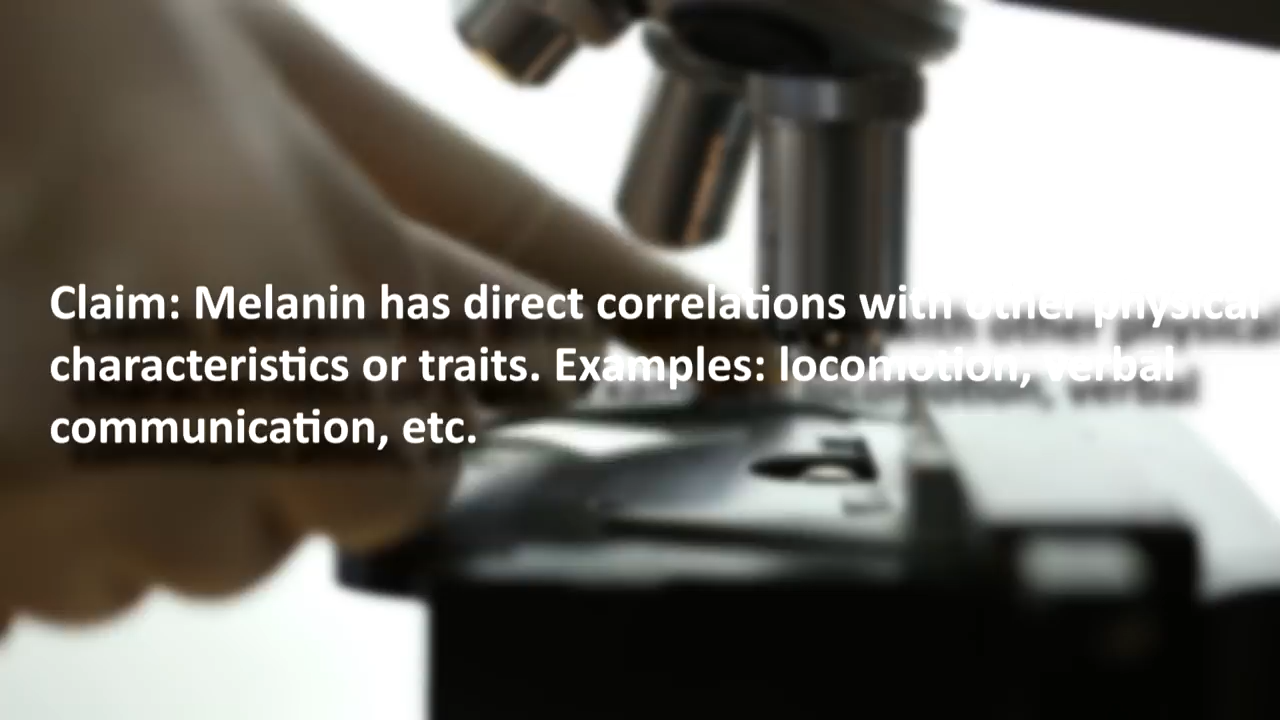 Claim: Melanin has direct correlations with other physical
characteristics or traits. Examples: locomotion, verbal
communication, etc.